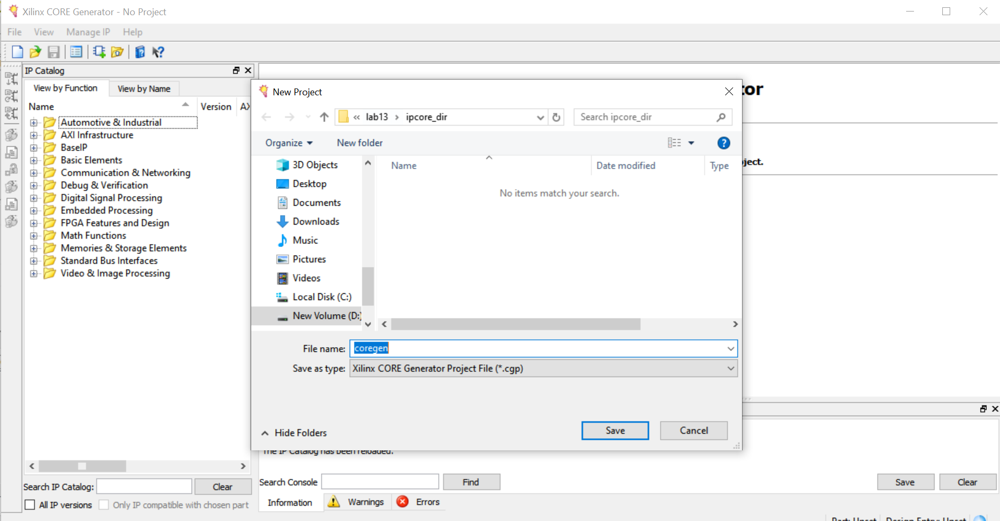 Xilinx CORE Generator - No Project
File View Manage IP Help
IP Catalog
View by Function View by Name
Name Version AX
Automotive & Industrial
AXI Infrastructure
BaseIP
Basic Elements
Communication & Networking
Debug & Verification
Digital Signal Processing
Embedded Processing
FPGA Features and Design
Math Functions
Memories & Storage Elements
Standard Bus Interfaces
Video & Image Processing
Search IP Catalog: Clear
All IP versions Only IP compatible with chosen part
tor
ject.
New Project
« lab13 › ipcore_dir Search ipcore_dir
Organize New folder
3D Objects
Desktop
Documents
Downloads
Music
Pictures
Videos
Local Disk (C:)
New Volume (D:)
Name Date modified Type
No items match your search.
File name: coregen
Save as type: Xilinx CORE Generator Project File (*.cgp)
Hide Folders Save Cancel
The IP Catalog has been reloaded.
Search Console Find Save Clear
Information Warnings Errors
Part: Unset Design Entry: Unset